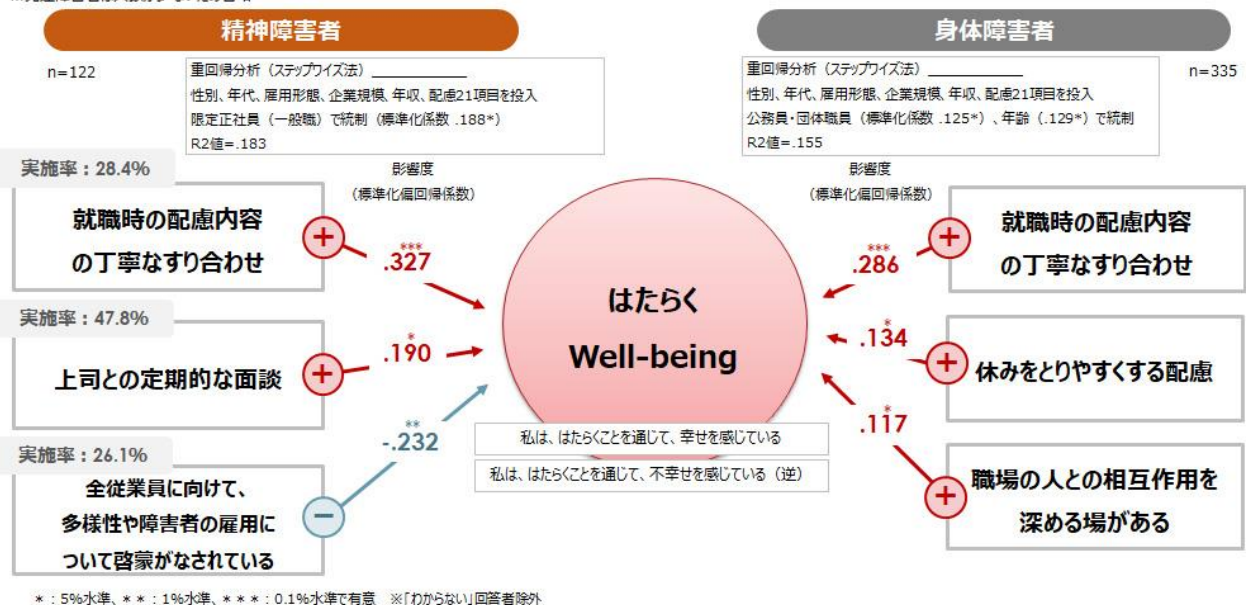 精神障害者
n=122
重回帰分析（ステップワイズ法）
性別、年代、雇用形態、企業規模、年収、配慮21項目を投入
限定正社員（一般職）で統制（標準化係数 .188*）
R2値=.183
身体障害者
n=335
重回帰分析（ステップワイズ法）
性別、年代、雇用形態、企業規模、年収、配慮21項目を投入
公務員・団体職員（標準化係数 .125*）、年齢（.129*）で統制
R2値=.155
実施率：28.4%
就職時の配慮内容
の丁寧なすり合わせ
+
影響度
（標準化偏回帰係数）
***
.327
実施率：47.8%
上司との定期的な面談
+
*
.190
実施率：26.1%
全従業員に向けて、
多様性や障害者の雇用に
ついて啓蒙がなされている
−
**
-.232
はたらく
Well-being
私は、はたらくことを通じて、幸せを感じている
私は、はたらくことを通じて、不幸せを感じている（逆）
影響度
（標準化偏回帰係数）
***
.286
+
就職時の配慮内容
の丁寧なすり合わせ
*
.134
+
休みをとりやすくする配慮
*
.117
+
職場の人との相互作用を
深める場がある
*：5%水準、**：1%水準、***：0.1%水準で有意　※「わからない」回答者除外